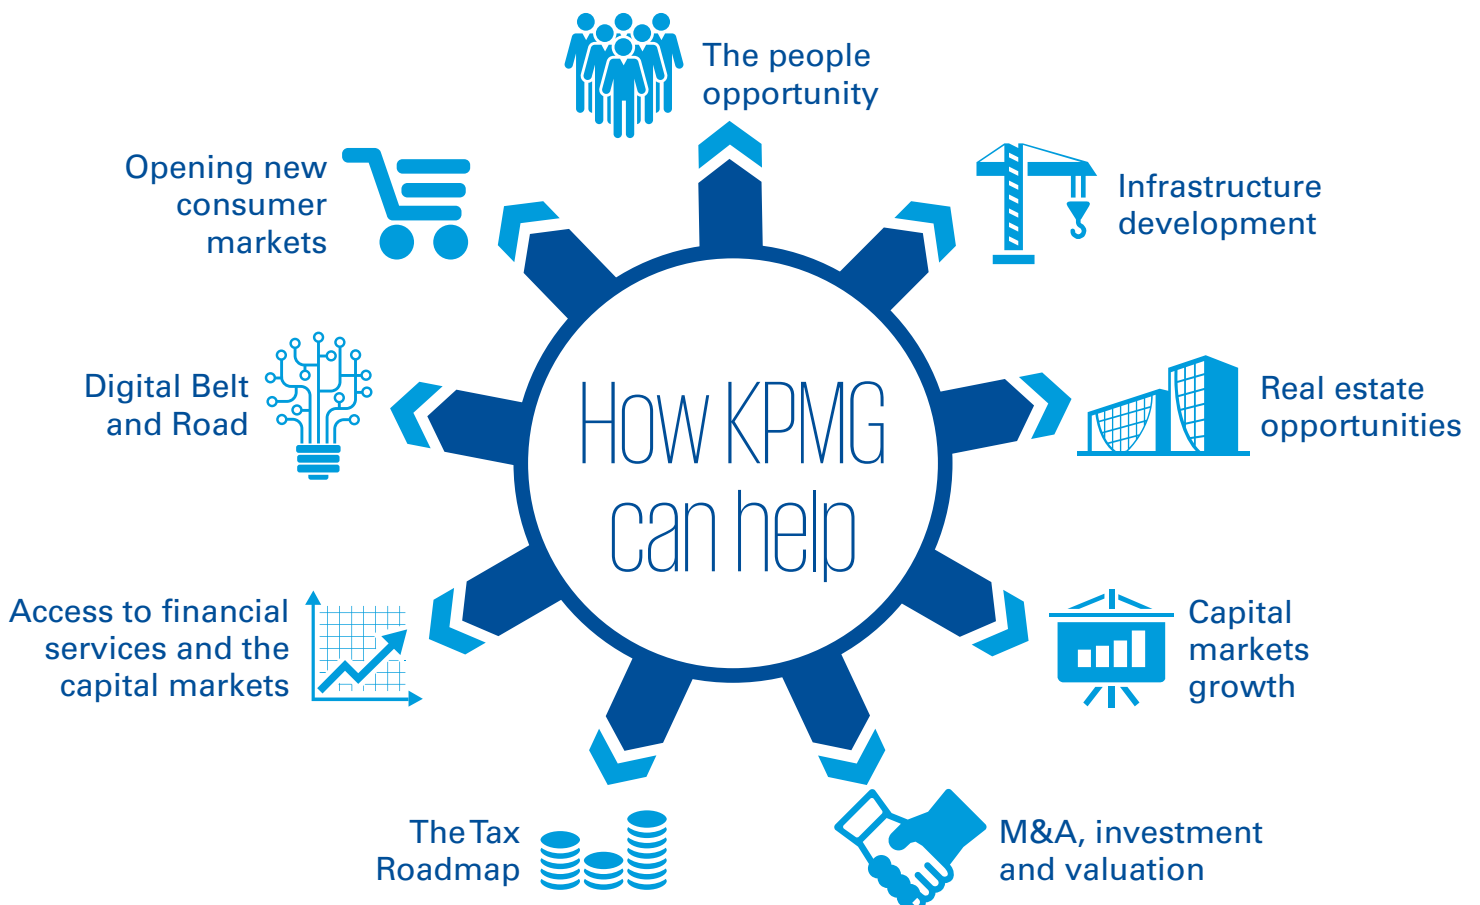 The people
opportunity
Infrastructure
development
Real estate
opportunities
Capital
markets
growth
M&A, investment
and valuation
The Tax
Roadmap
Access to financial
services and the
capital markets
Digital Belt
and Road
Opening new
consumer
markets
How KPMG
can help